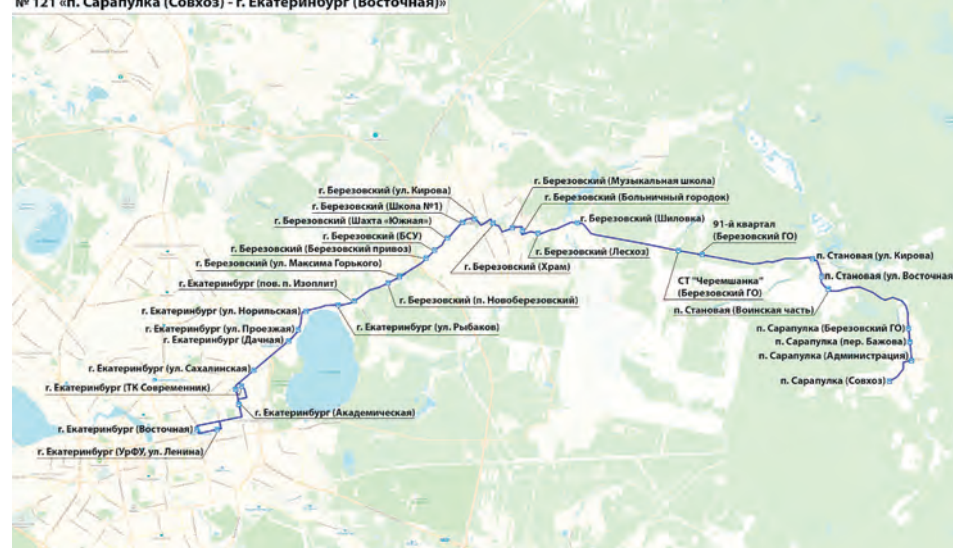 № 121 «п. Сарапулка (Совхоз) - г. Екатеринбург (Восточная)»
г. Березовский (Музыкальная школа)
г. Березовский (ул. Кирова)
г. Березовский (Больничный городок)
г. Березовский (Школа №1)
г. Березовский (Шахта «Южная»)
г. Березовский (Шиловка)
91-й квартал
(Березовский ГО)
г. Березовский (БСУ)
г. Березовский (Березовский привоз)
г. Березовский (Лесхоз)
п. Становая (ул. Кирова)
г. Березовский (ул. Максима Горького)
г. Березовский (Храм)
п. Становая (ул. Восточная
СТ "Черемшанка"
(Березовский ГО)
г. Екатеринбург (пов. п. Изоплит)
г. Березовский (п. Новоберезовский)
п. Становая (Воинская часть)
г. Екатеринбург (ул. Норильская)
г. Екатеринбург (ул. Проезжая)
г. Екатеринбург (ул. Рыбаков)
п. Сарапулка (Березовский ГО)
г. Екатеринбург (Дачная)
п. Сарапулка (пер. Бажова)
п. Сарапулка (Администрация)
г. Екатеринбург (ул. Сахалинская)
п. Сарапулка (Совхоз)
г. Екатеринбург (ТК Современник)
г. Екатеринбург (Академическая)
г. Екатеринбург (Восточная)
г. Екатеринбург (УрФУ, ул. Ленина)